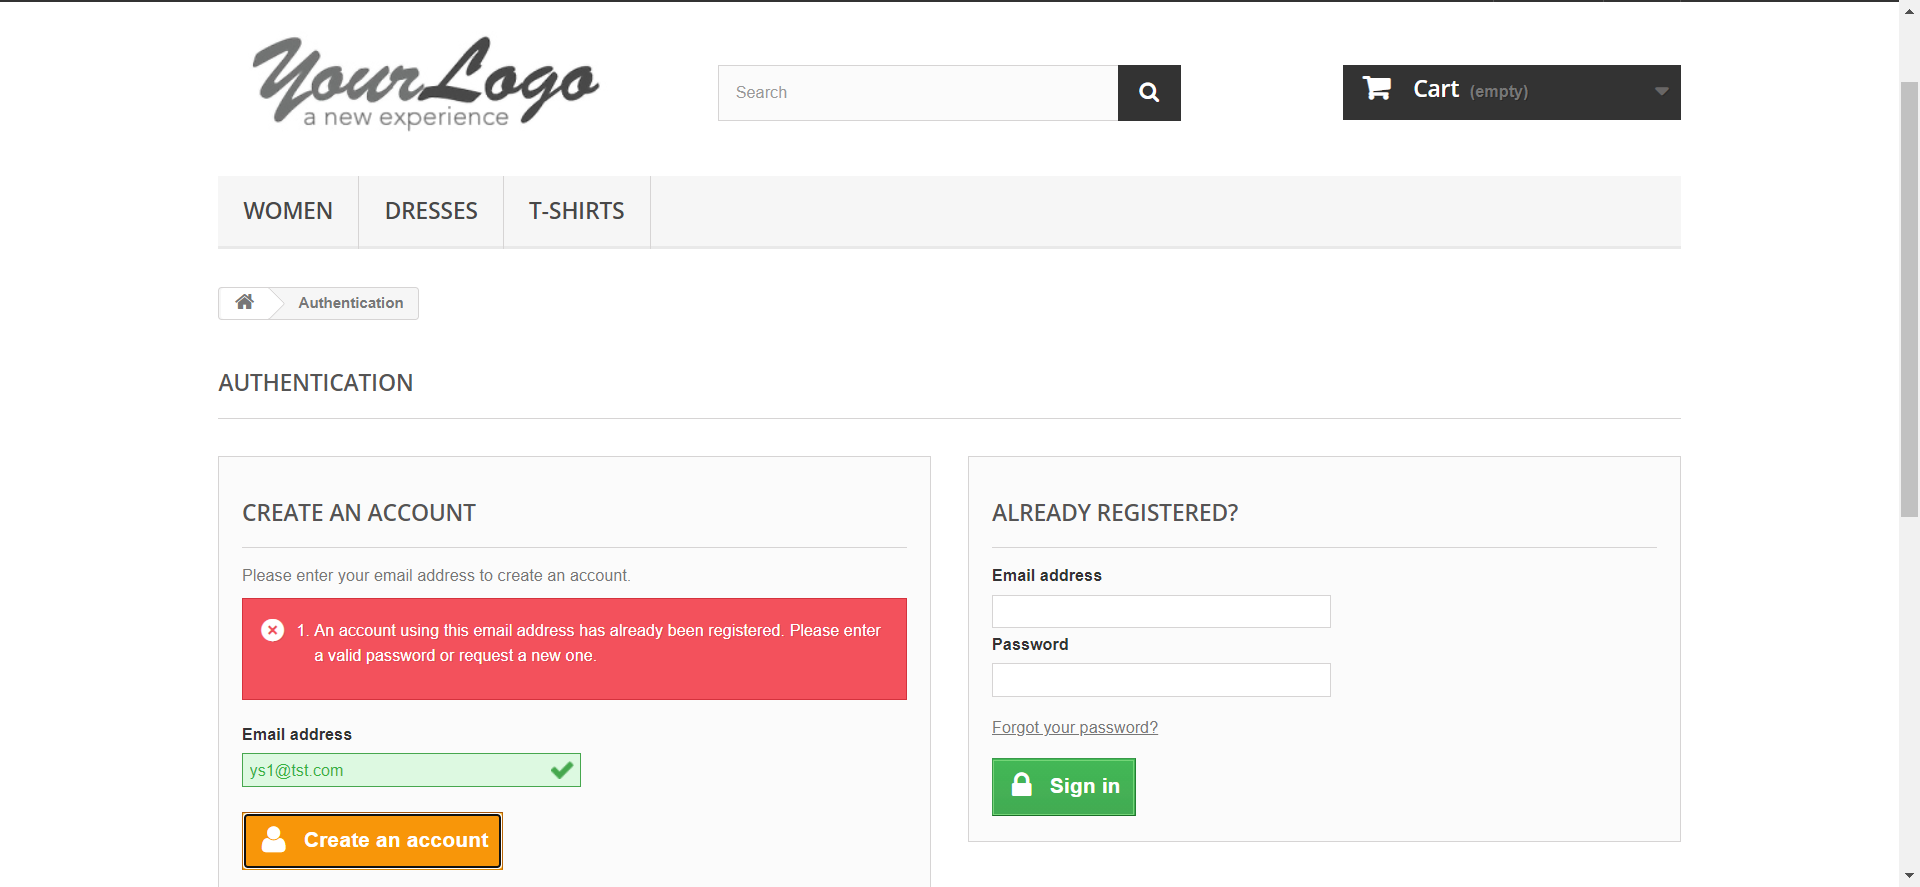 YourLogo
a new experience
Search
Cart (empty)
WOMEN
DRESSES
T-SHIRTS
Authentication
AUTHENTICATION
CREATE AN ACCOUNT
Please enter your email address to create an account.
1. An account using this email address has already been registered. Please enter
a valid password or request a new one.
Email address
ys1@tst.com
Create an account
ALREADY REGISTERED?
Email address
Password
Forgot your password?
Sign in